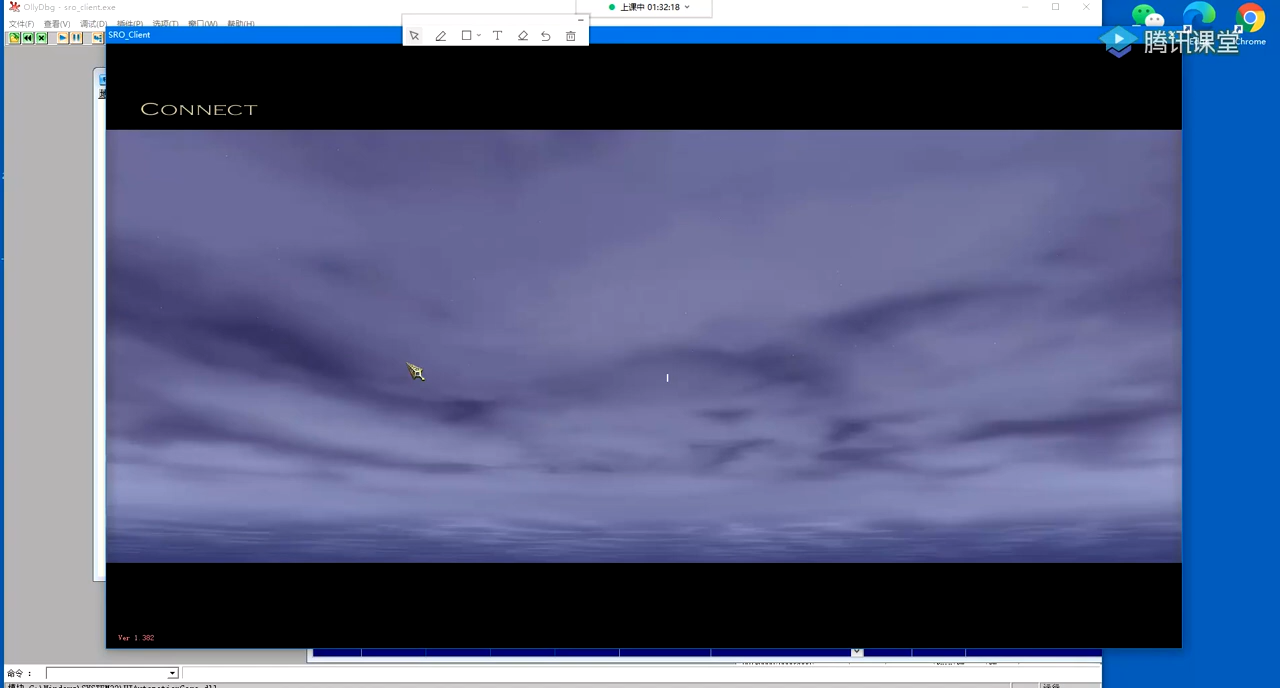 OllyDbg - sro_client.exe
上课中 01:32:18
文件(F) 查看(V) 调试(D) 插件(P) 选项(T) 窗口(W) 帮助(H)
SRO_Client
T
腾讯课堂
Chrome
CONNECT
Ver 1 382
命令 :